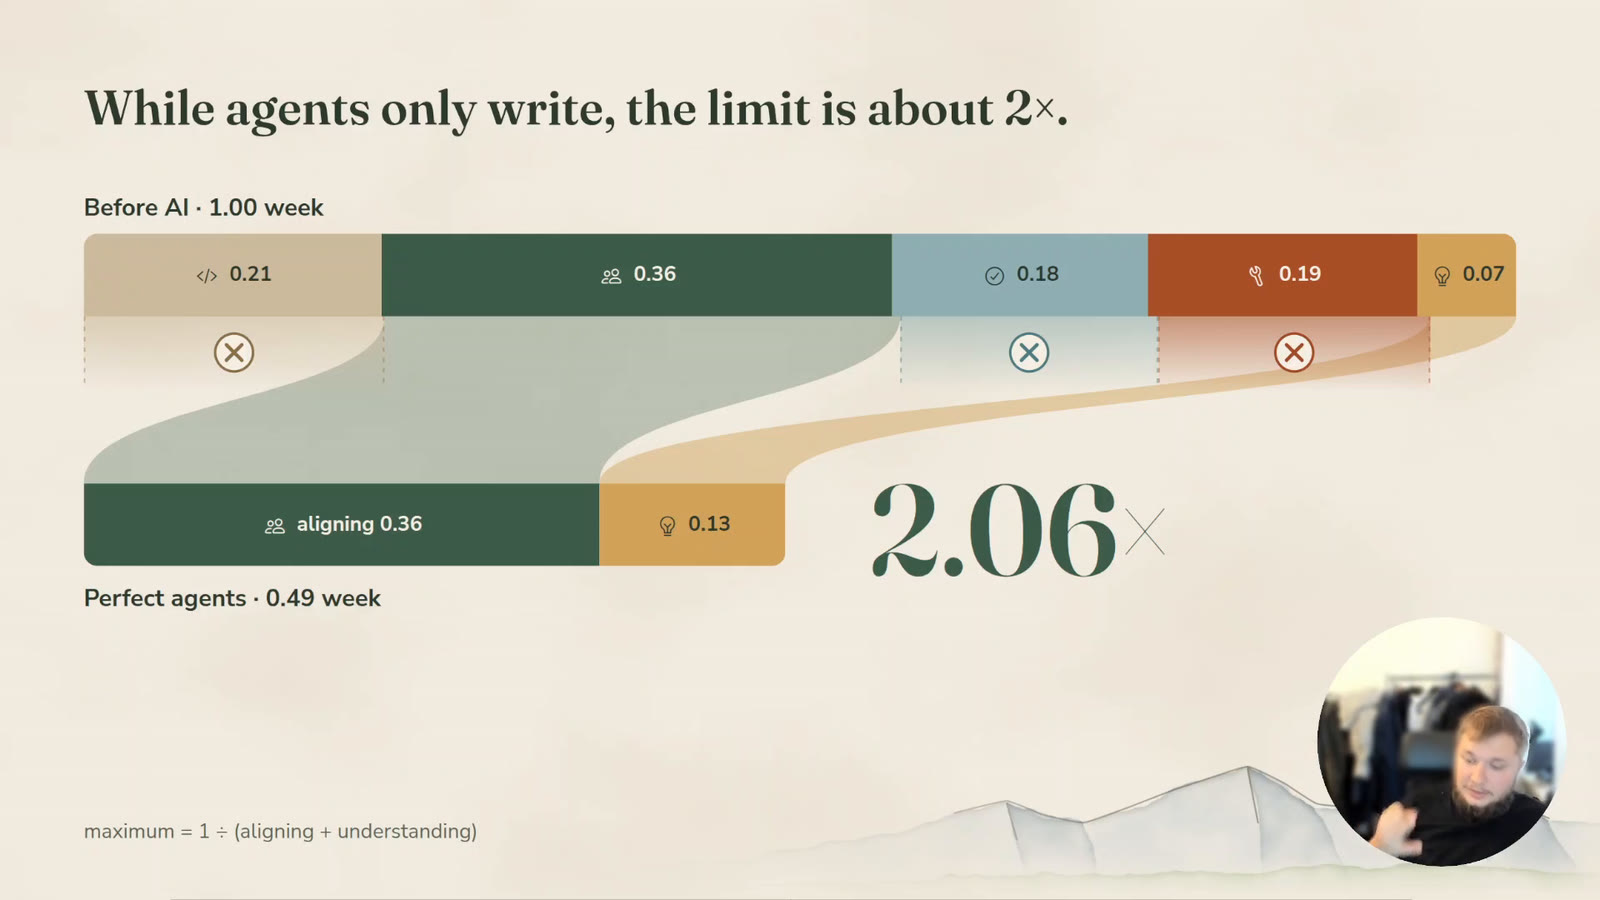 While agents only write, the limit is about 2×.
Before AI · 1.00 week
</> 0.21 0.36 0.18 0.19 0.07
aligning 0.36 0.13
2.06×
Perfect agents · 0.49 week
maximum = 1 ÷ (aligning + understanding)